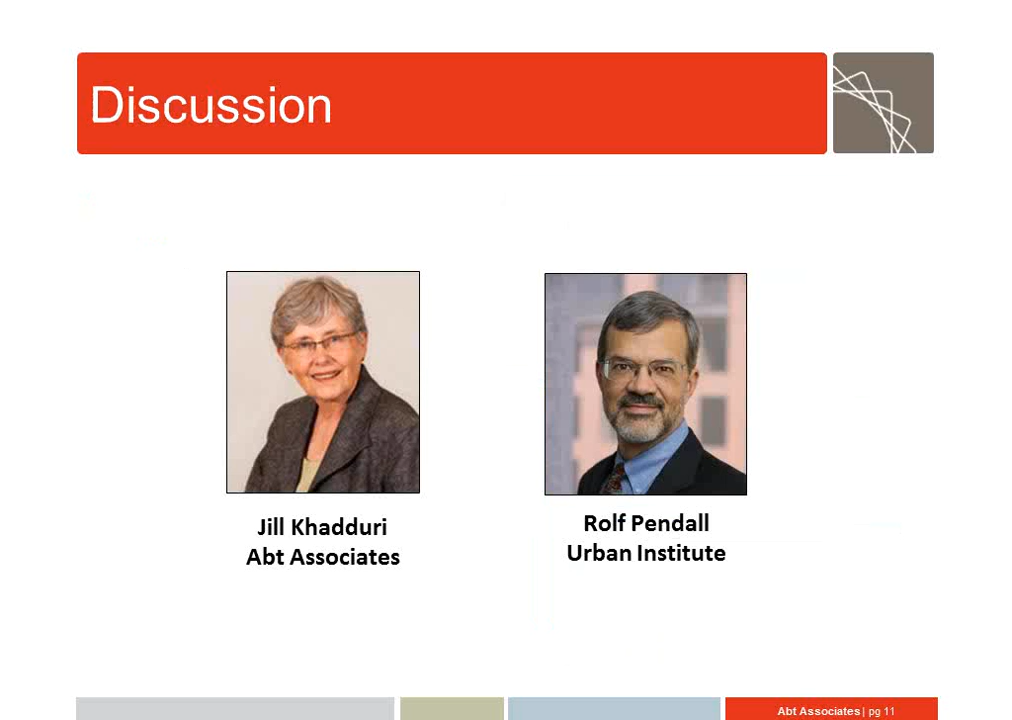 Discussion
Jill Khadduri
Abt Associates
Rolf Pendall
Urban Institute
Abt Associates | pg 11